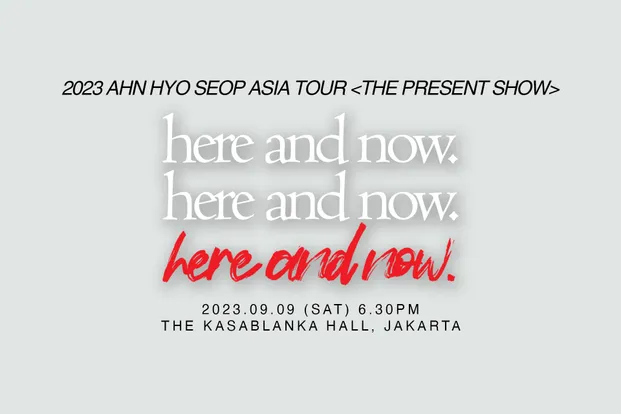 2023 AHN HYO SEOP ASIA TOUR <THE PRESENT SHOW>
here and now.
here and now.
here and now.
2023.09.09 (SAT) 6.30PM
THE KASABLANKA HALL, JAKARTA